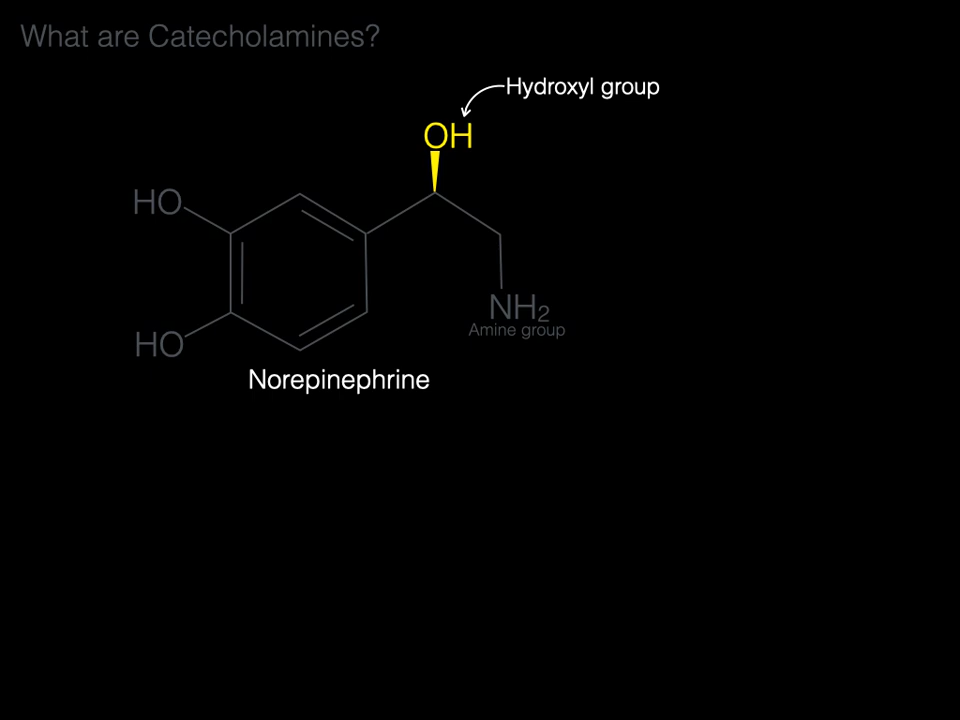 What are Catecholamines?
Hydroxyl group
OH
HO
NH₂
Amine group
HO
Norepinephrine